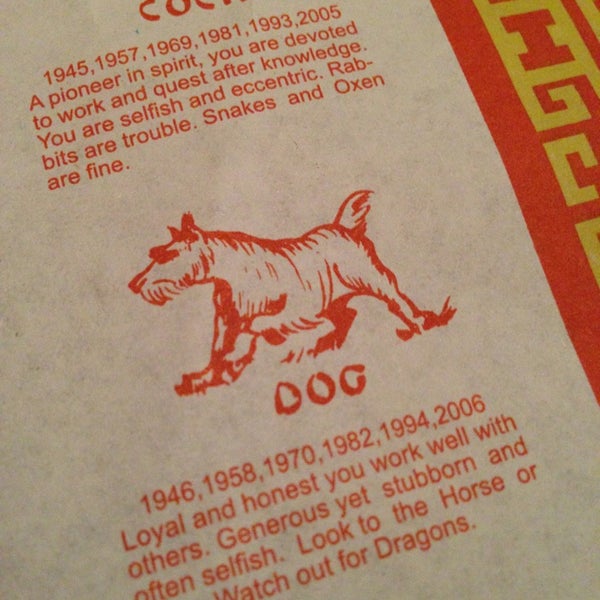 1945,1957,1969,1981,1993,2005
A pioneer in spirit, you are devoted
to work and quest after knowledge.
You are selfish and eccentric. Rab-
bits are trouble. Snakes and Oxen
are fine.
DOG
1946,1958,1970,1982,1994,2006
Loyal and honest you work well with
others. Generous yet stubborn and
often selfish. Look to the Horse or
Watch out for Dragons.